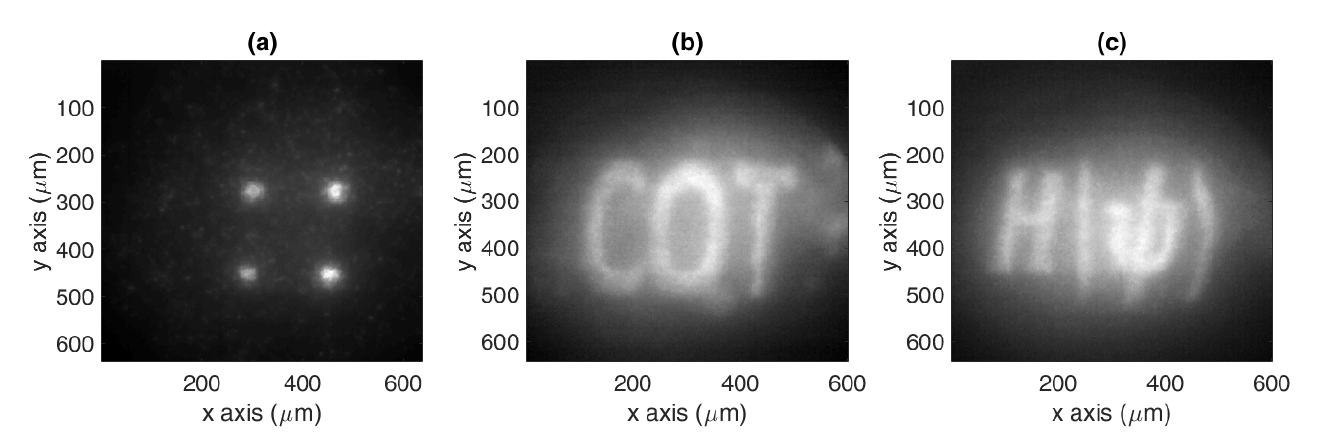 (a) (b) (c)
100 100 100
200 200 200
300 300 300
400 400 400
500 500 500
600 600 600
y axis (μm) y axis (μm) y axis (μm)
CQT H|ψ⟩
200 400 600 200 400 600 200 400 600
x axis (μm) x axis (μm) x axis (μm)